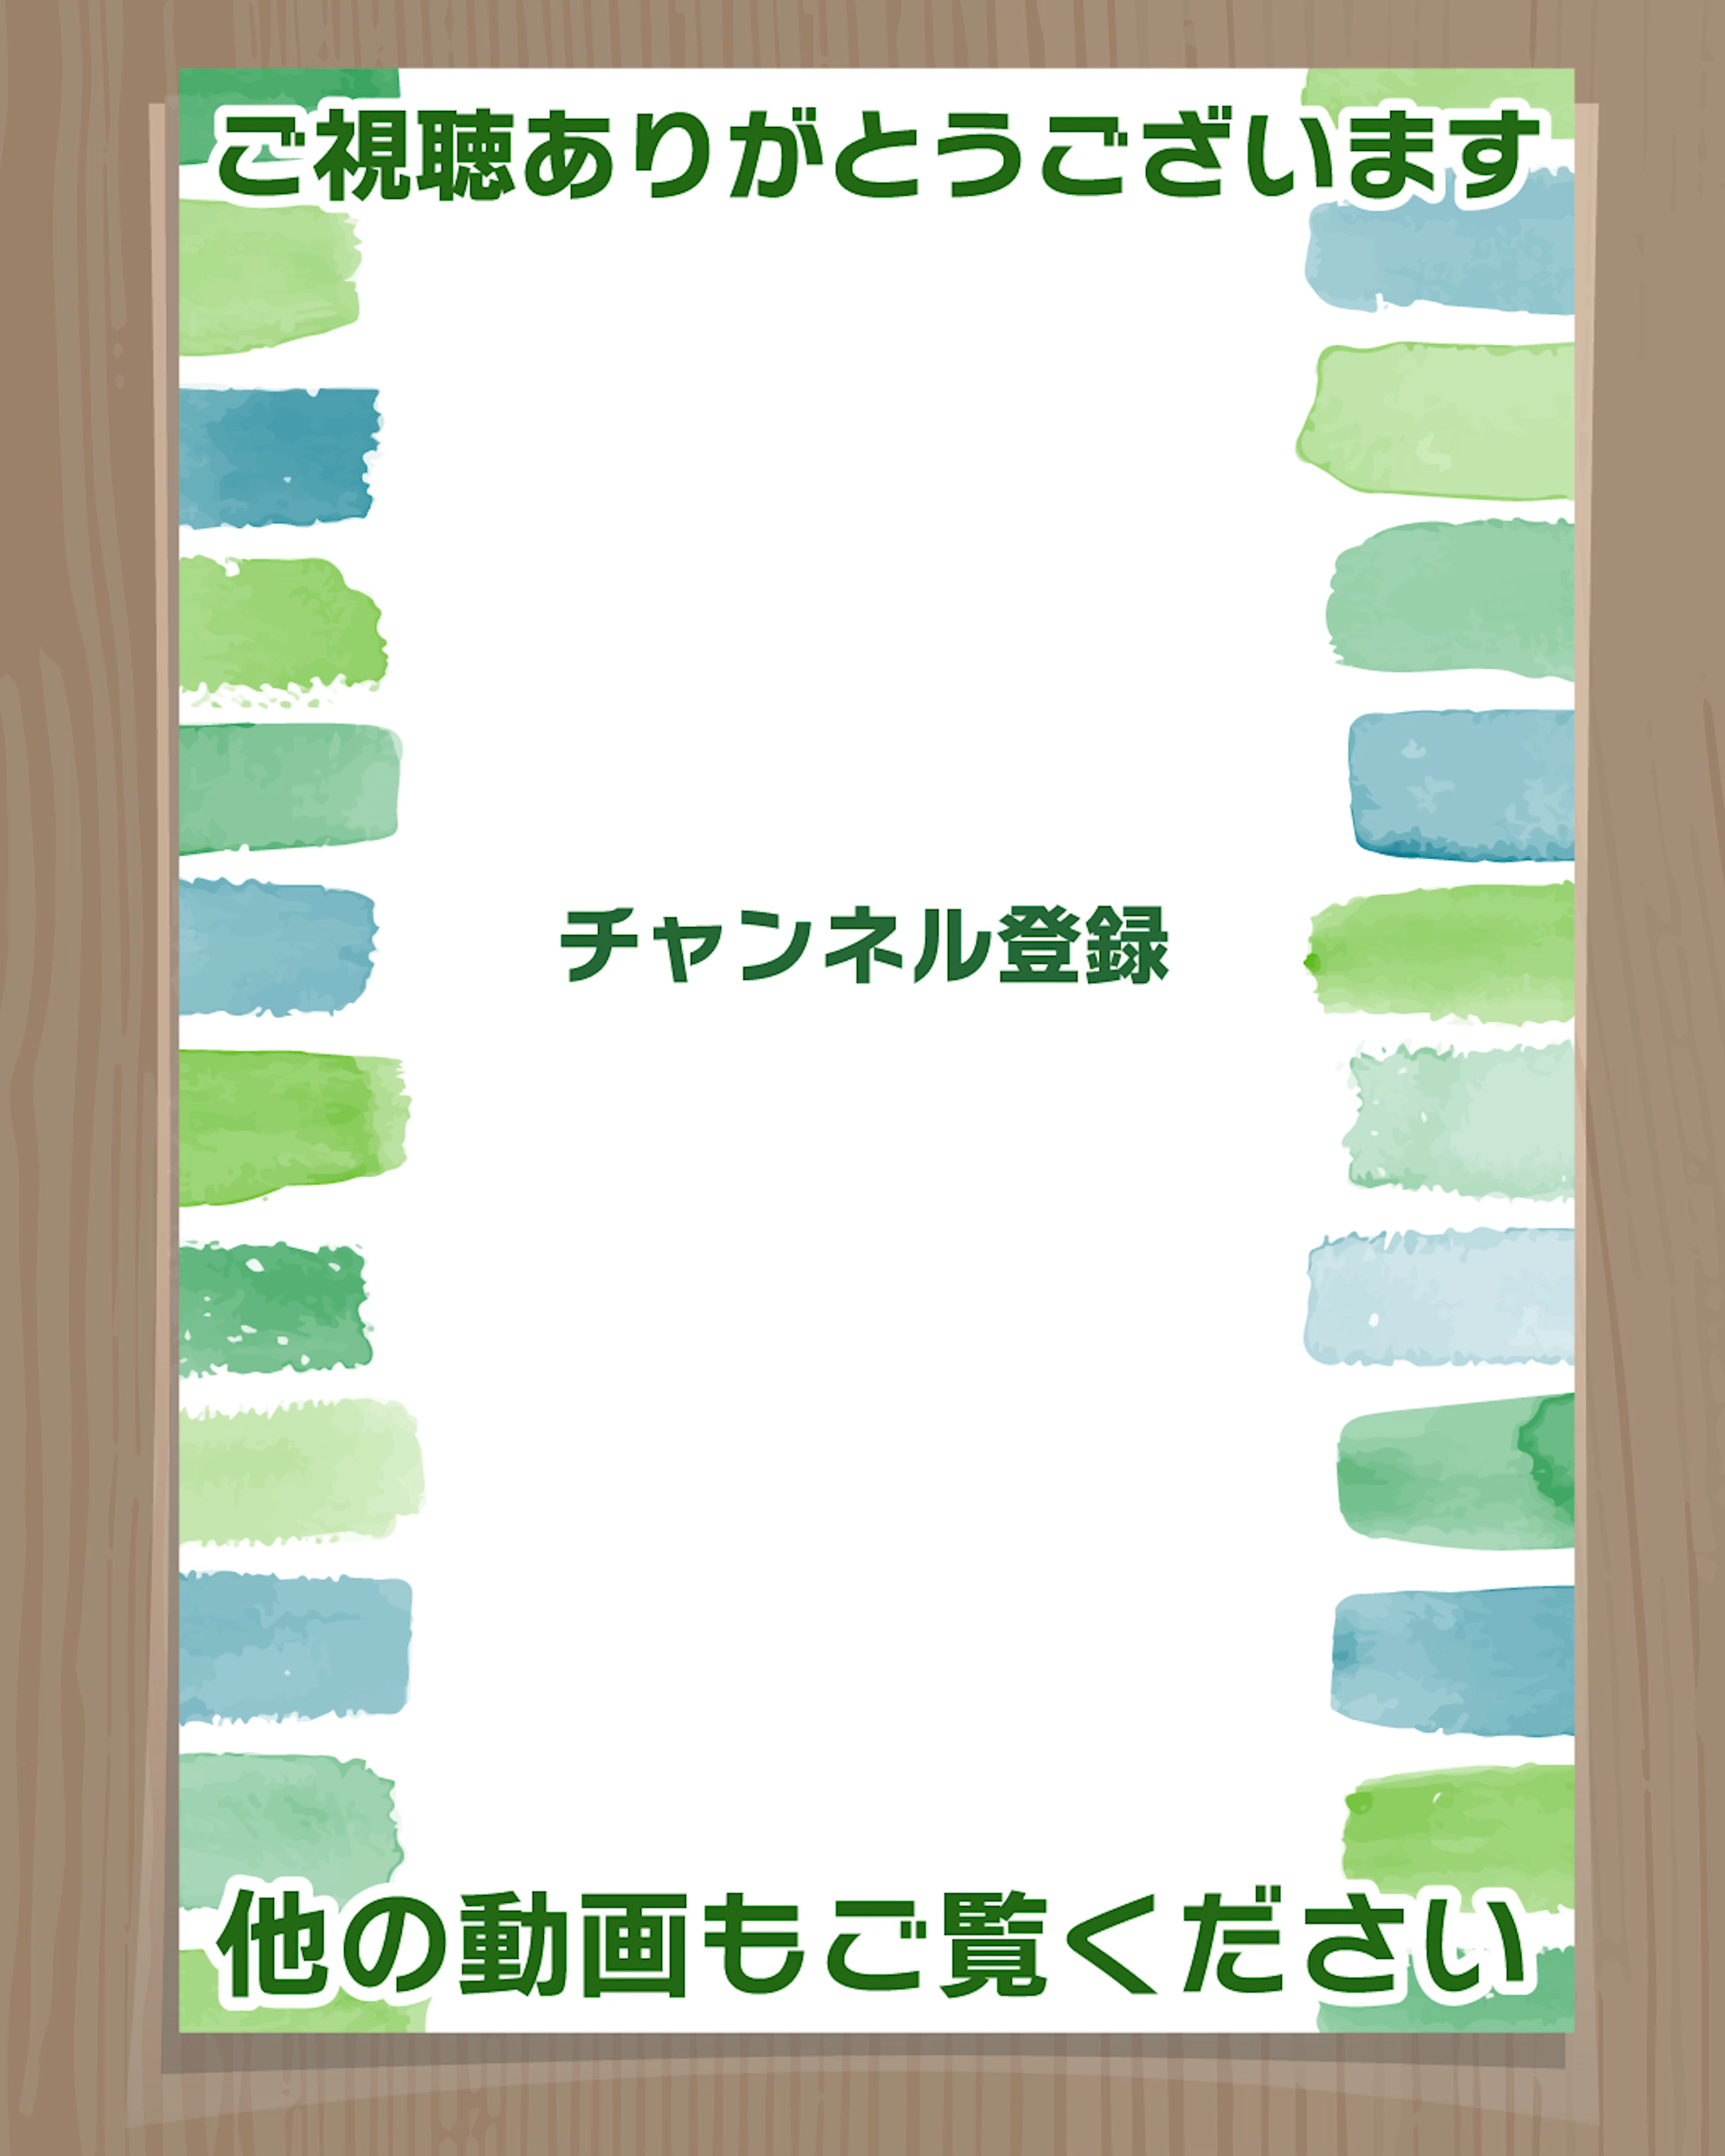 ご視聴ありがとうございます
チャンネル登録
他の動画もご覧ください